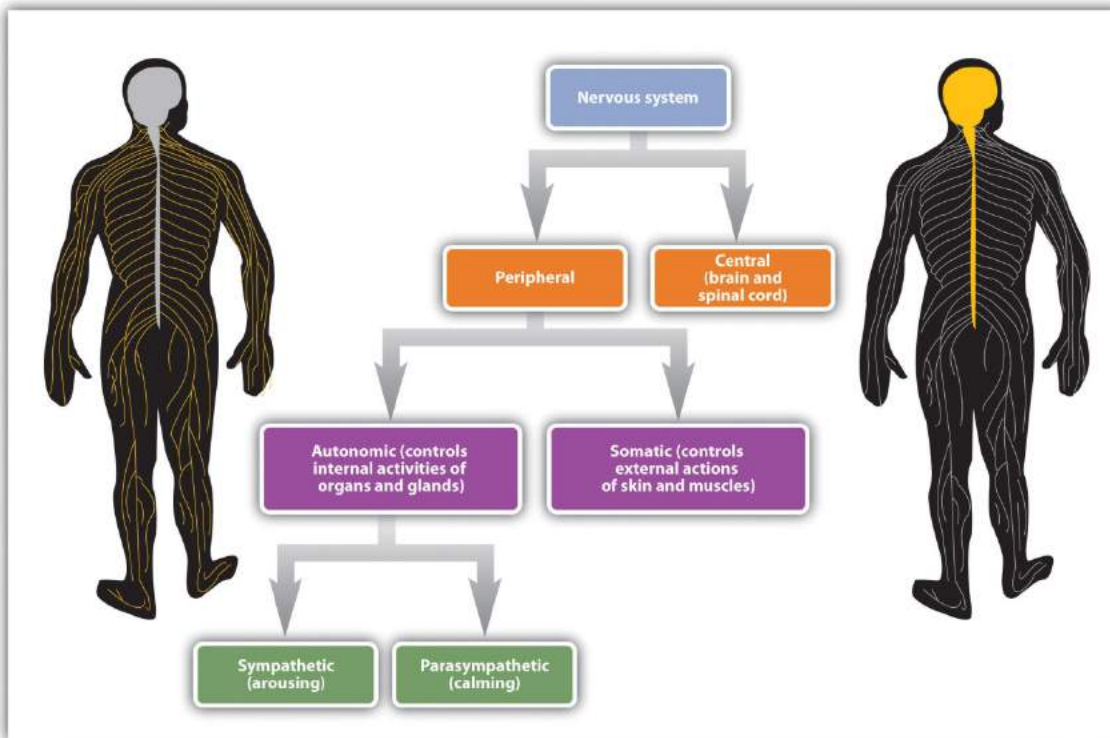 Nervous system
Peripheral
Central
(brain and
spinal cord)
Autonomic (controls
internal activities of
organs and glands)
Somatic (controls
external actions
of skin and muscles)
Sympathetic
(arousing)
Parasympathetic
(calming)